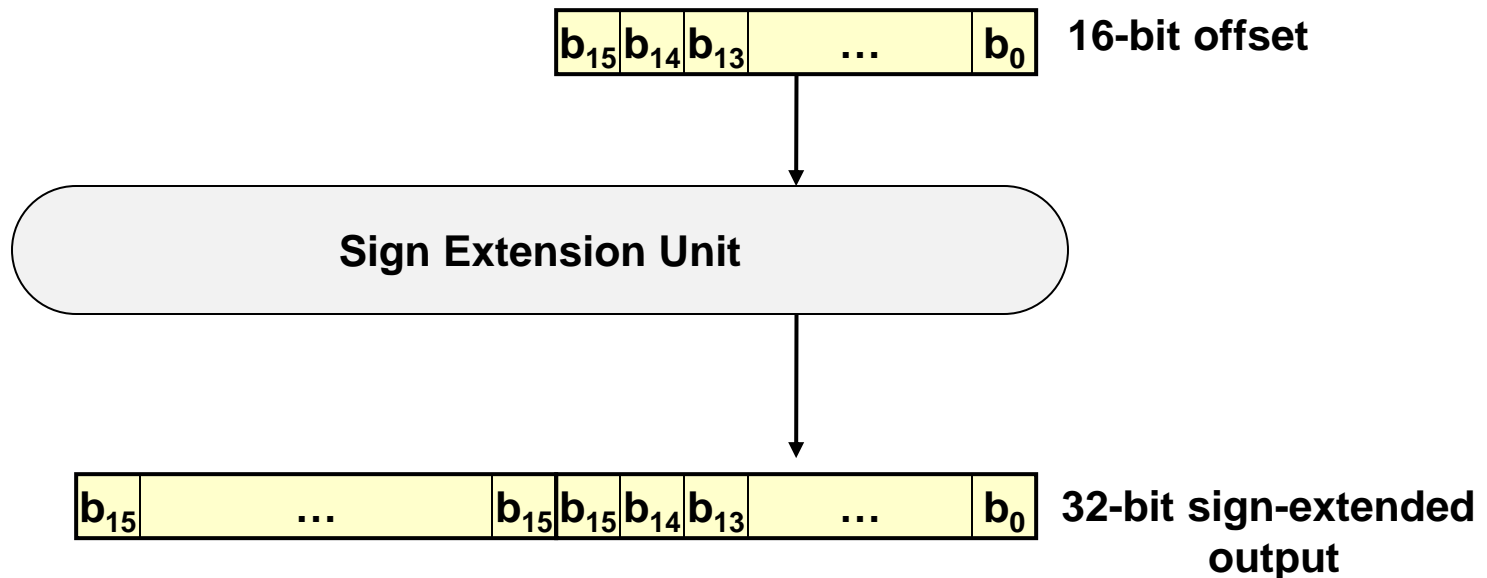 b15 b14 b13 … b0 16-bit offset
Sign Extension Unit
b15 … b15 b15 b14 b13 … b0 32-bit sign-extended
output